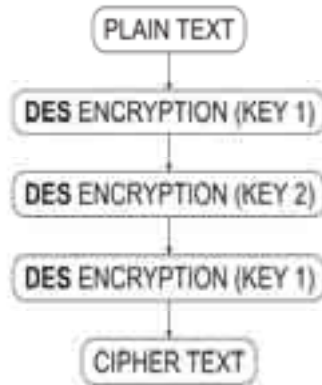 PLAIN TEXT
DES ENCRYPTION (KEY 1)
DES ENCRYPTION (KEY 2)
DES ENCRYPTION (KEY 1)
CIPHER TEXT